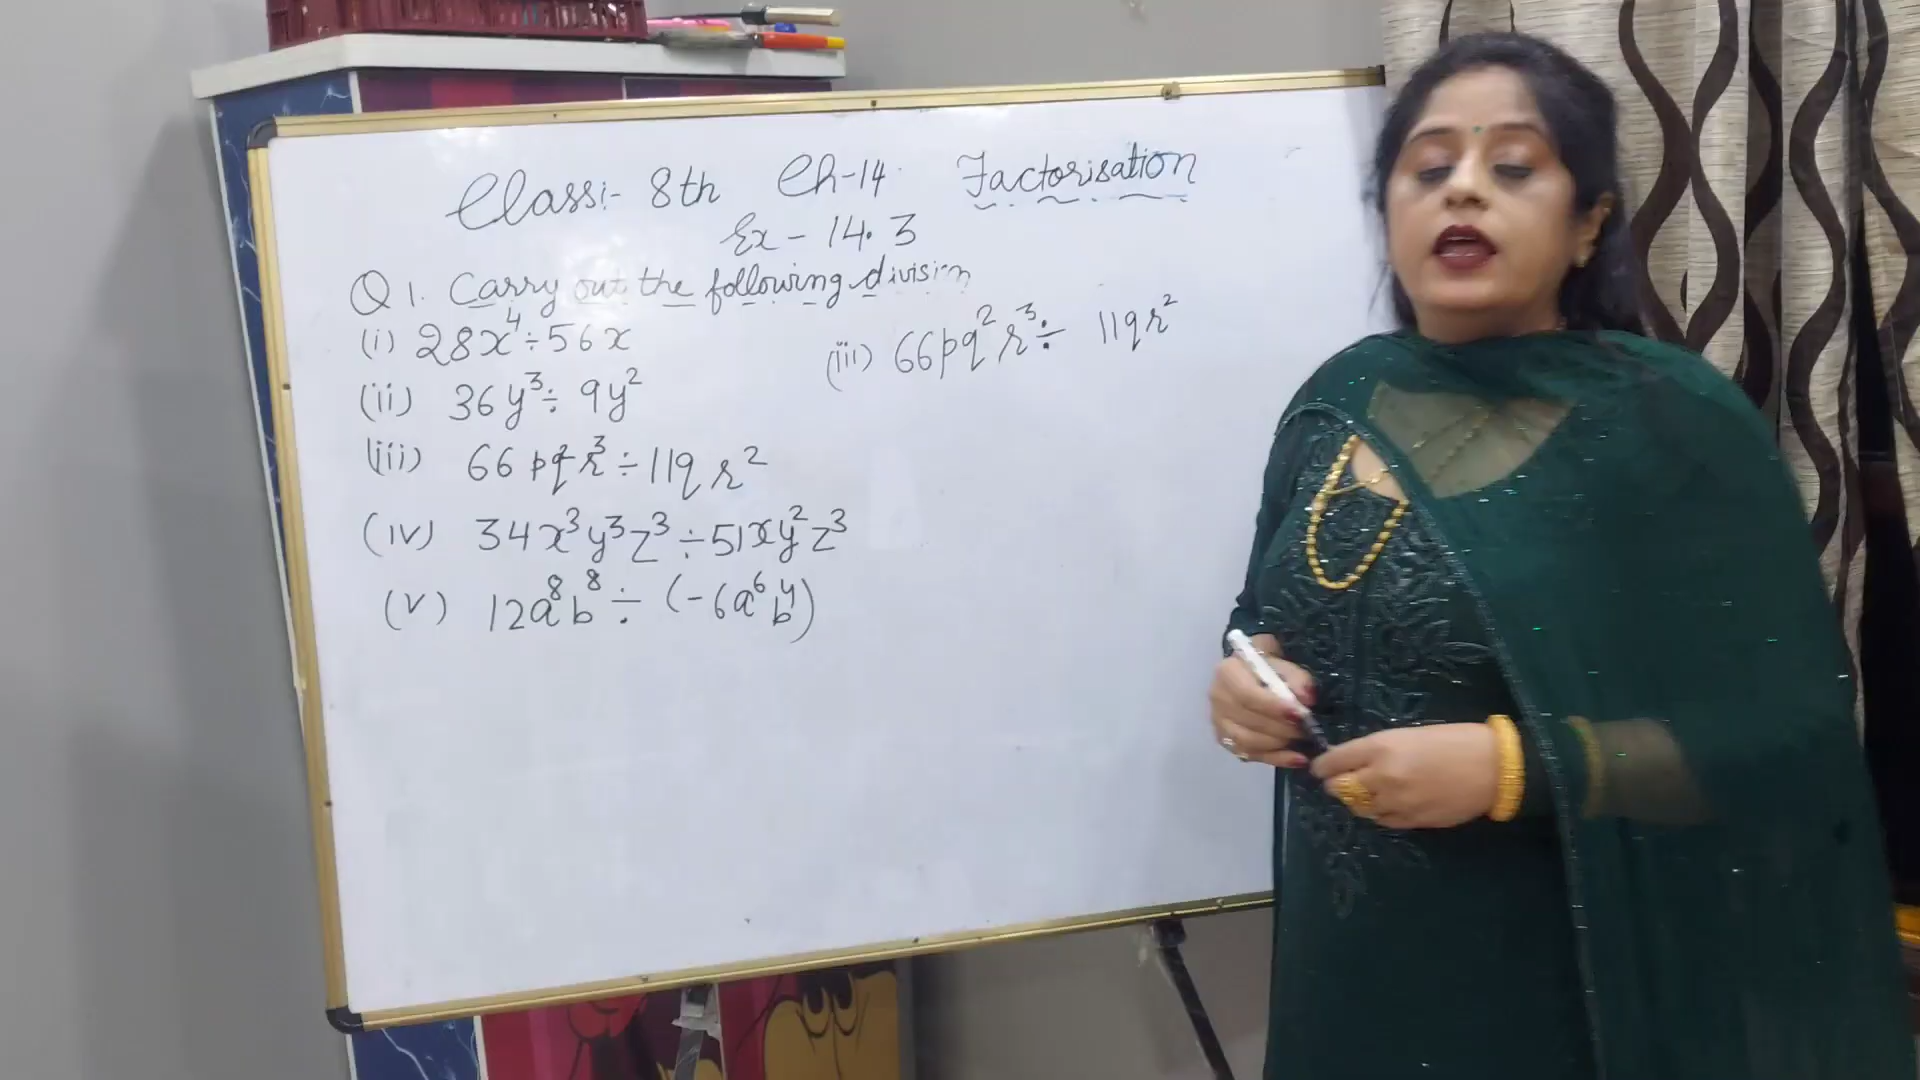 Class:- 8th Ch-14. Factorisation
Ex - 14.3
Q 1. Carry out the following division
(i) 28x⁴ ÷ 56x
(ii) 36y³ ÷ 9y²
(iii) 66pq²r³ ÷ 11qr²
(iv) 34x³y³z³ ÷ 51xy²z³
(v) 12a⁸b⁸ ÷ (-6a⁶b⁴)
(iii) 66pq²r³ ÷ 11qr²